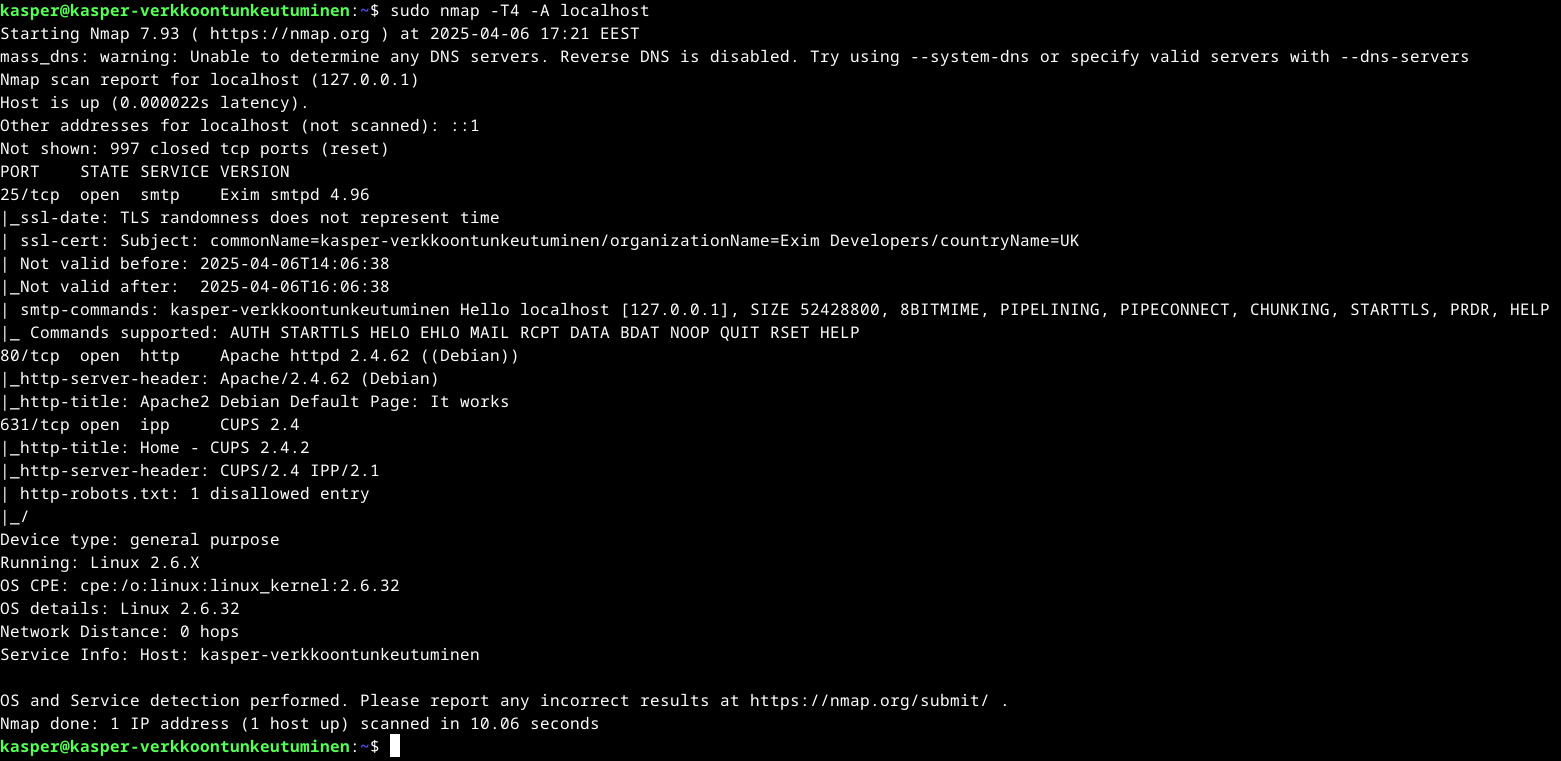 kasper@kasper-verkkoontunkeutuminen:~$ sudo nmap -T4 -A localhost
Starting Nmap 7.93 ( https://nmap.org ) at 2025-04-06 17:21 EEST
mass_dns: warning: Unable to determine any DNS servers. Reverse DNS is disabled. Try using --system-dns or specify valid servers with --dns-servers
Nmap scan report for localhost (127.0.0.1)
Host is up (0.000022s latency).
Other addresses for localhost (not scanned): ::1
Not shown: 997 closed tcp ports (reset)
PORT    STATE SERVICE VERSION
25/tcp  open  smtp    Exim smtpd 4.96
|_ssl-date: TLS randomness does not represent time
| ssl-cert: Subject: commonName=kasper-verkkoontunkeutuminen/organizationName=Exim Developers/countryName=UK
| Not valid before: 2025-04-06T14:06:38
|_Not valid after:  2025-04-06T16:06:38
| smtp-commands: kasper-verkkoontunkeutuminen Hello localhost [127.0.0.1], SIZE 52428800, 8BITMIME, PIPELINING, PIPECONNECT, CHUNKING, STARTTLS, PRDR, HELP
|_ Commands supported: AUTH STARTTLS HELO EHLO MAIL RCPT DATA BDAT NOOP QUIT RSET HELP
80/tcp  open  http    Apache httpd 2.4.62 ((Debian))
|_http-server-header: Apache/2.4.62 (Debian)
|_http-title: Apache2 Debian Default Page: It works
631/tcp open  ipp     CUPS 2.4
|_http-title: Home - CUPS 2.4.2
|_http-server-header: CUPS/2.4 IPP/2.1
| http-robots.txt: 1 disallowed entry
|_/
Device type: general purpose
Running: Linux 2.6.X
OS CPE: cpe:/o:linux:linux_kernel:2.6.32
OS details: Linux 2.6.32
Network Distance: 0 hops
Service Info: Host: kasper-verkkoontunkeutuminen

OS and Service detection performed. Please report any incorrect results at https://nmap.org/submit/ .
Nmap done: 1 IP address (1 host up) scanned in 10.06 seconds
kasper@kasper-verkkoontunkeutuminen:~$